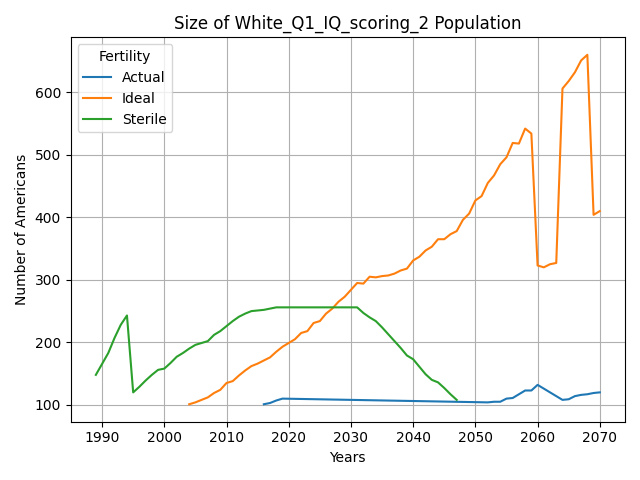 Size of White_Q1_IQ_scoring_2 Population
Fertility
Actual
Ideal
Sterile
Number of Americans
600
500
400
300
200
100
1990 2000 2010 2020 2030 2040 2050 2060 2070
Years